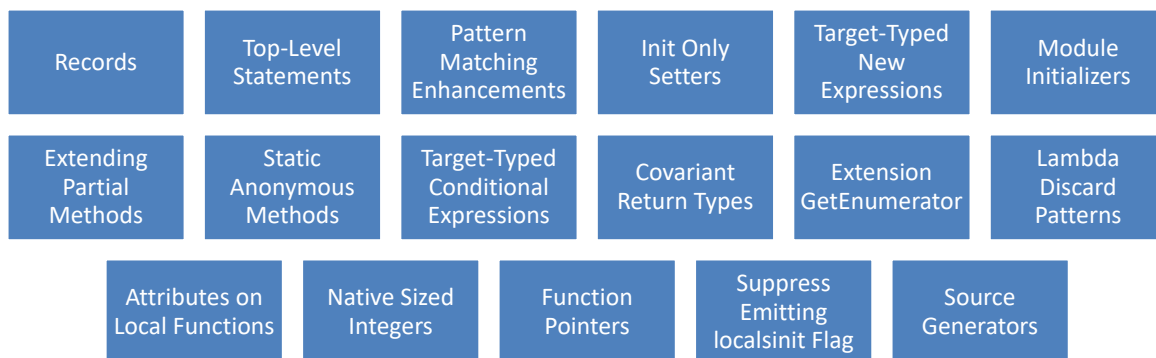 Records
Top-Level
Statements
Pattern
Matching
Enhancements
Init Only
Setters
Target-Typed
New
Expressions
Module
Initializers
Extending
Partial
Methods
Static
Anonymous
Methods
Target-Typed
Conditional
Expressions
Covariant
Return Types
Extension
GetEnumerator
Lambda
Discard
Patterns
Attributes on
Local Functions
Native Sized
Integers
Function
Pointers
Suppress
Emitting
localsinit Flag
Source
Generators